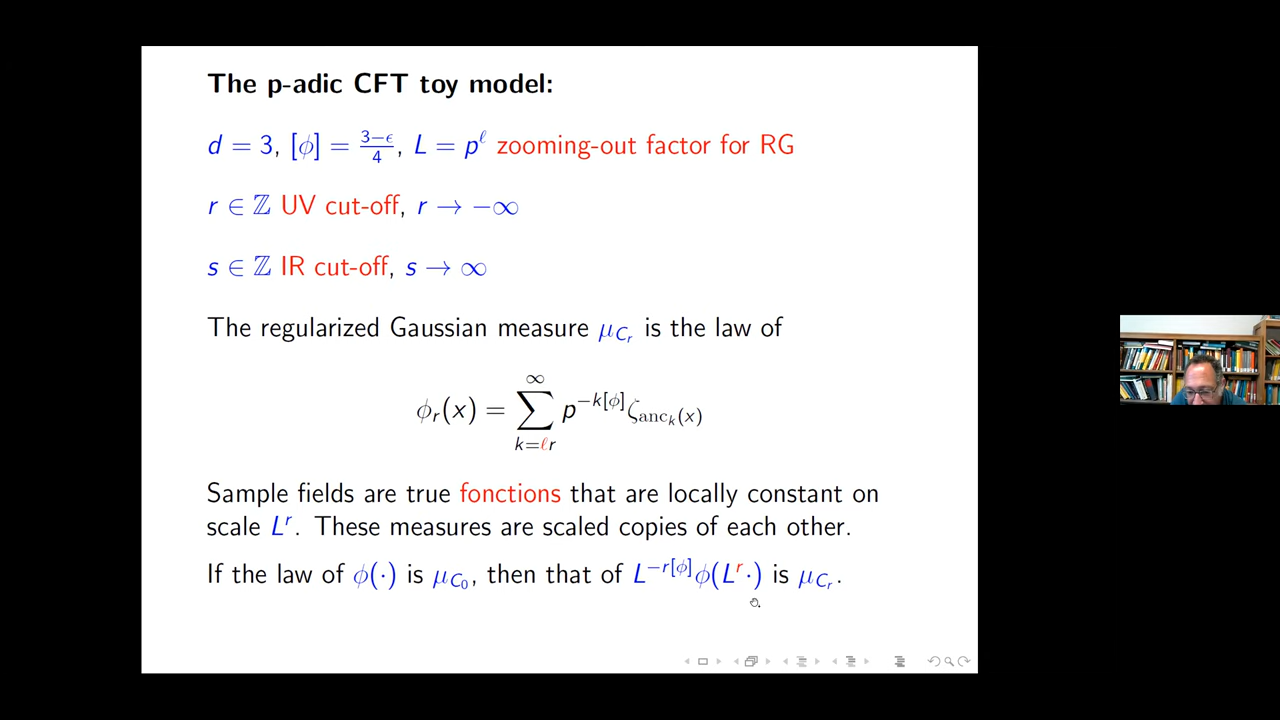 The p-adic CFT toy model:
d = 3, [ϕ] = (3−ϵ)/4, L = p^ℓ zooming-out factor for RG
r ∈ ℤ UV cut-off, r → −∞
s ∈ ℤ IR cut-off, s → ∞
The regularized Gaussian measure μ_{C_r} is the law of
ϕ_r(x) = ∑_{k=ℓr}^{∞} p^{−k[ϕ]} ζ_{anc_k(x)}
Sample fields are true fonctions that are locally constant on
scale L^r. These measures are scaled copies of each other.
If the law of ϕ(·) is μ_{C_0}, then that of L^{−r[ϕ]}ϕ(L^r·) is μ_{C_r}.